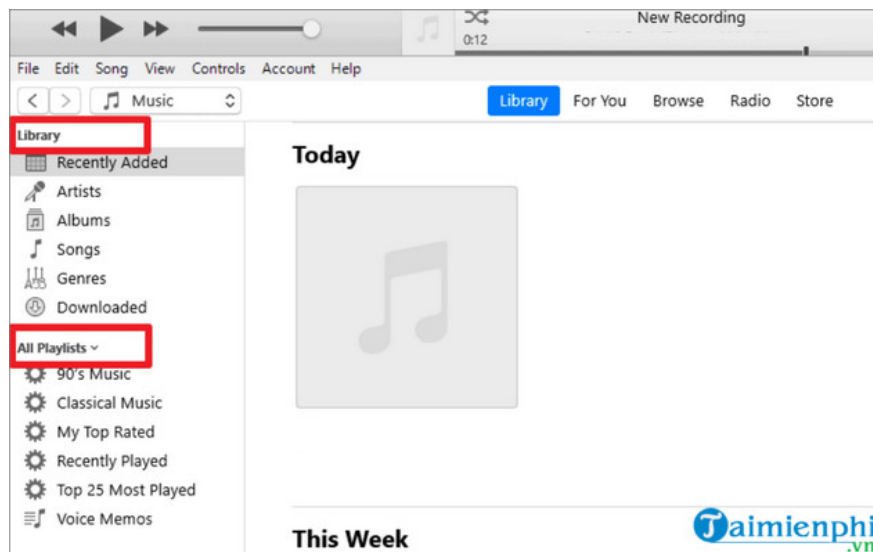 New Recording
0:12
File Edit Song View Controls Account Help
Music
Library For You Browse Radio Store
Library
Recently Added
Artists
Albums
Songs
Genres
Downloaded
All Playlists
90's Music
Classical Music
My Top Rated
Recently Played
Top 25 Most Played
Voice Memos
Today
This Week
Taimienphi
.vn